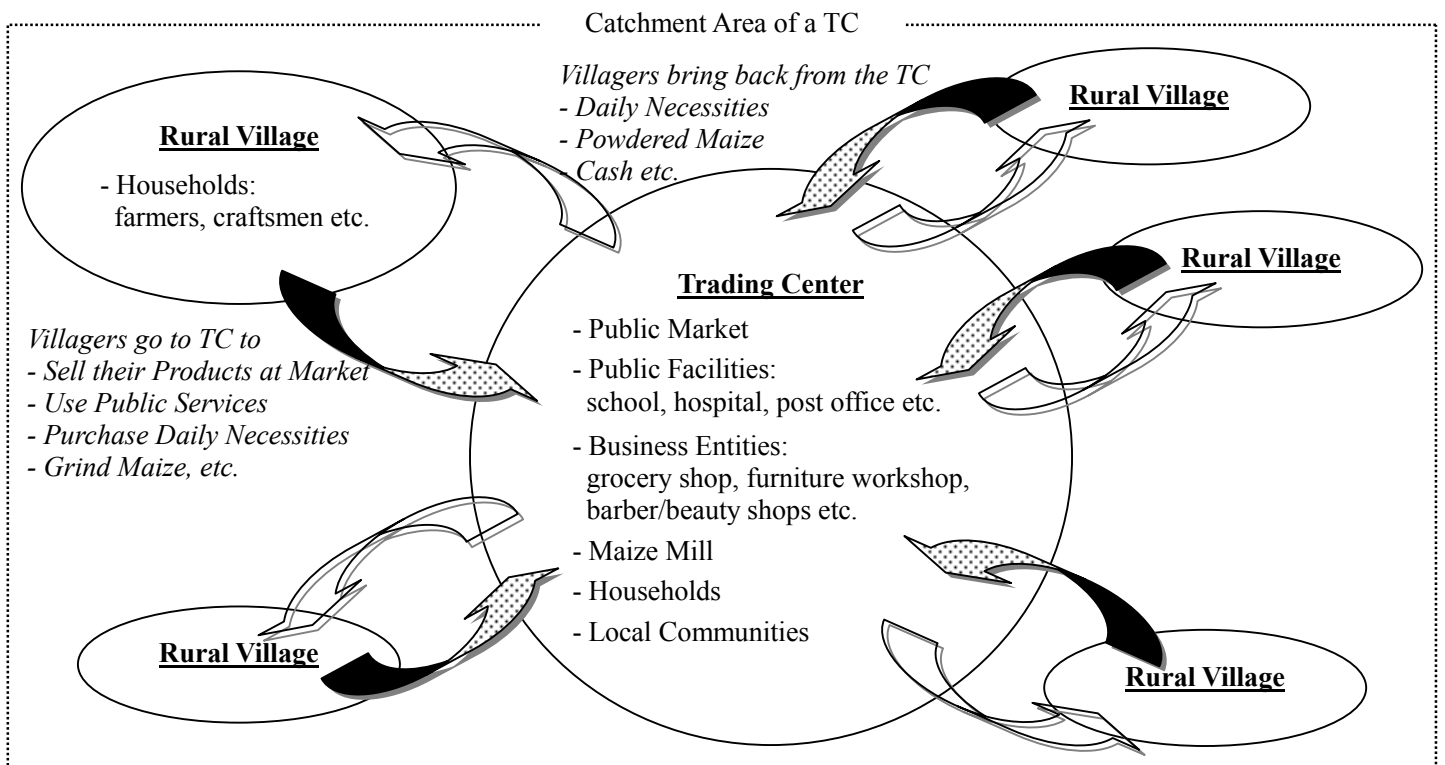 Catchment Area of a TC
Villagers bring back from the TC
- Daily Necessities
- Powdered Maize
- Cash etc.
Rural Village
- Households:
farmers, craftsmen etc.
Rural Village
Rural Village
Villagers go to TC to
- Sell their Products at Market
- Use Public Services
- Purchase Daily Necessities
- Grind Maize, etc.
Trading Center
- Public Market
- Public Facilities:
school, hospital, post office etc.
- Business Entities:
grocery shop, furniture workshop,
barber/beauty shops etc.
- Maize Mill
- Households
- Local Communities
Rural Village
Rural Village